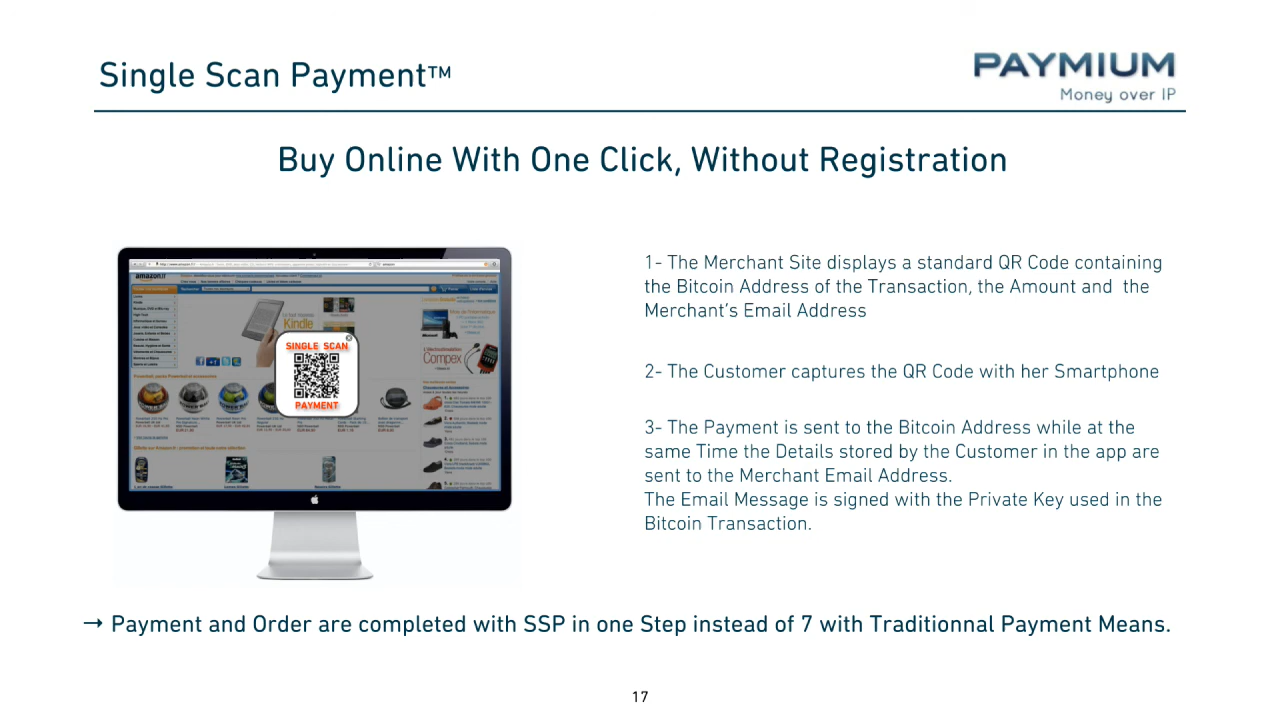 Single Scan Payment™
PAYMIUM
Money over IP
Buy Online With One Click, Without Registration
amazon.fr
Kindle
Compex
SINGLE SCAN
PAYMENT
1- The Merchant Site displays a standard QR Code containing
the Bitcoin Address of the Transaction, the Amount and the
Merchant's Email Address
2- The Customer captures the QR Code with her Smartphone
3- The Payment is sent to the Bitcoin Address while at the
same Time the Details stored by the Customer in the app are
sent to the Merchant Email Address.
The Email Message is signed with the Private Key used in the
Bitcoin Transaction.
→ Payment and Order are completed with SSP in one Step instead of 7 with Traditionnal Payment Means.
17